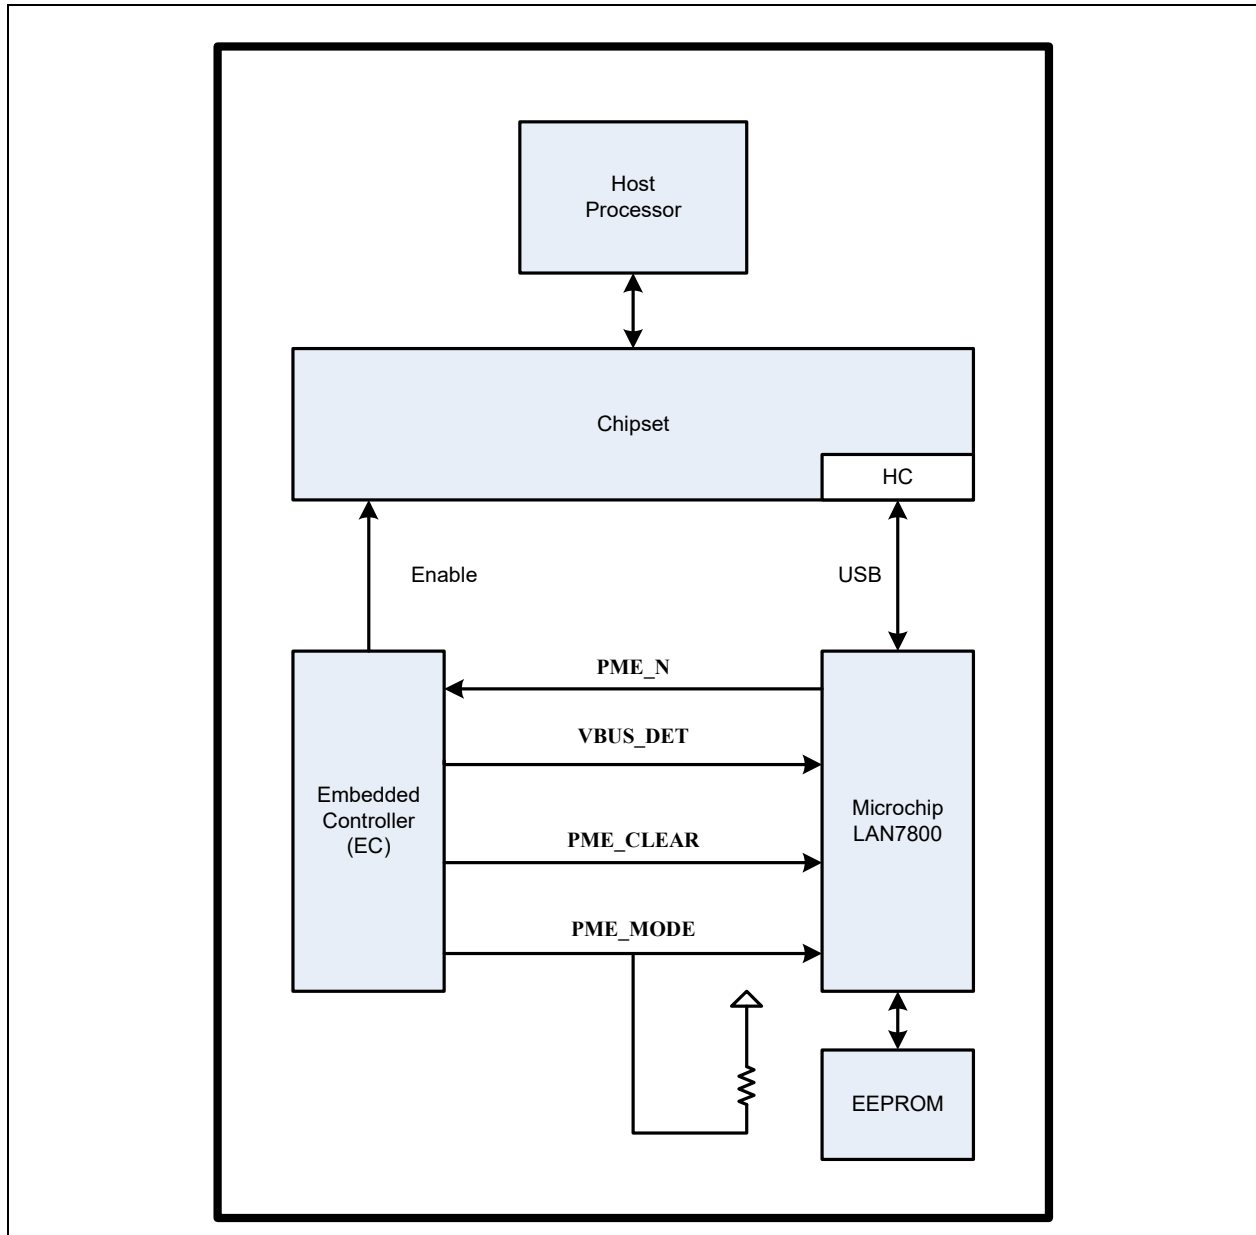 Host
Processor
Chipset
HC
Enable
USB
PME_N
VBUS_DET
Embedded
Controller
(EC)
Microchip
LAN7800
PME_CLEAR
PME_MODE
EEPROM